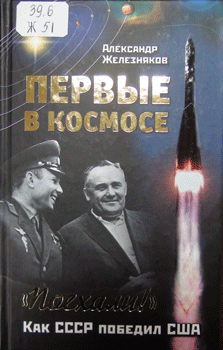 39.6
Ж 51
Александр
Железняков
ПЕРВЫЕ
В КОСМОСЕ
«Поехали!»
Как СССР победил США